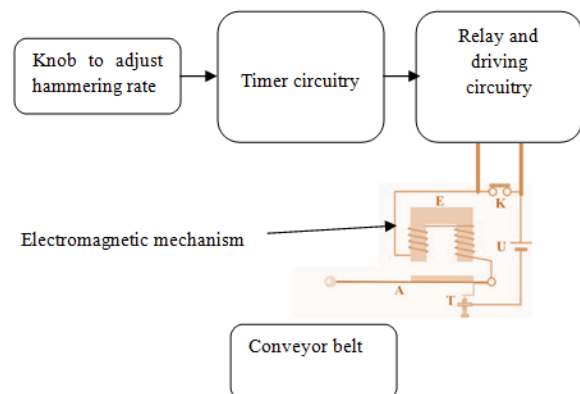 Knob to adjust
hammering rate
Timer circuitry
Relay and
driving
circuitry
E
K
Electromagnetic mechanism
U
A
T
Conveyor belt